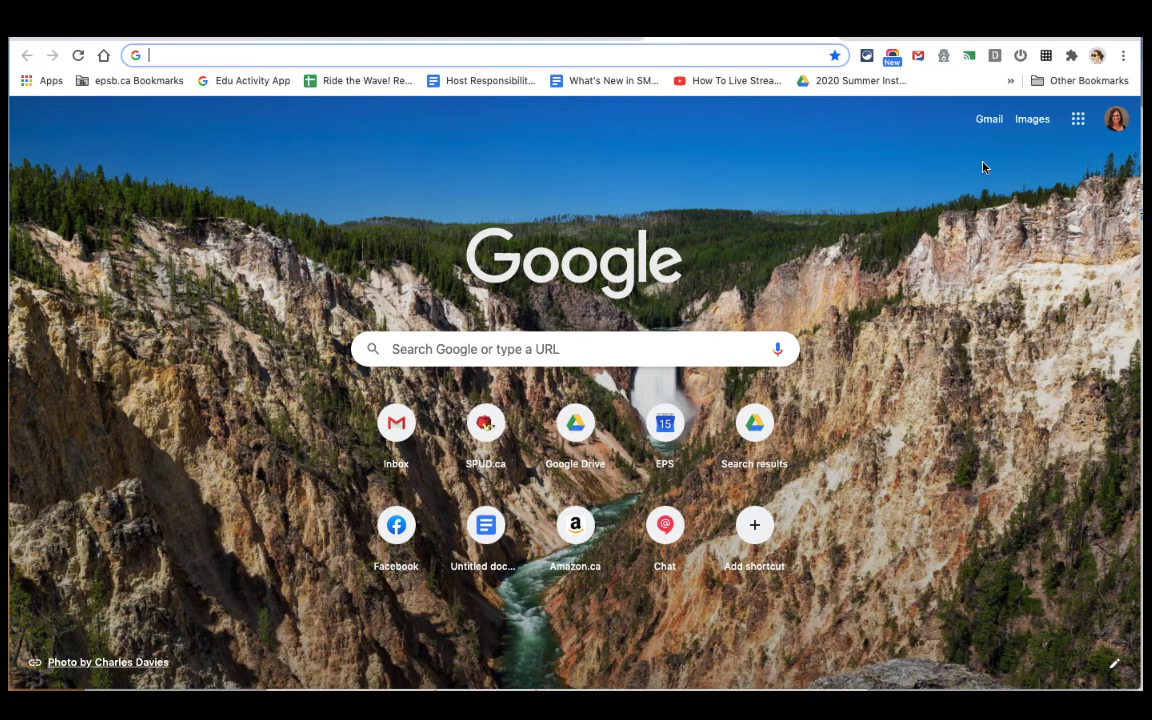 New
Apps epsb.ca Bookmarks Edu Activity App Ride the Wave! Re... Host Responsibilit... What's New in SM... How To Live Strea... 2020 Summer Inst... » Other Bookmarks
Gmail Images
Google
Search Google or type a URL
15
Inbox SPUD.ca Google Drive EPS Search results
Facebook Untitled doc... Amazon.ca Chat Add shortcut
Photo by Charles Davies